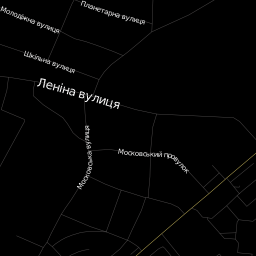 Планетарна вулиця
Молодіжна вулиця
Шкільна вулиця
Леніна вулиця
Московська вулиця
Московський провулок